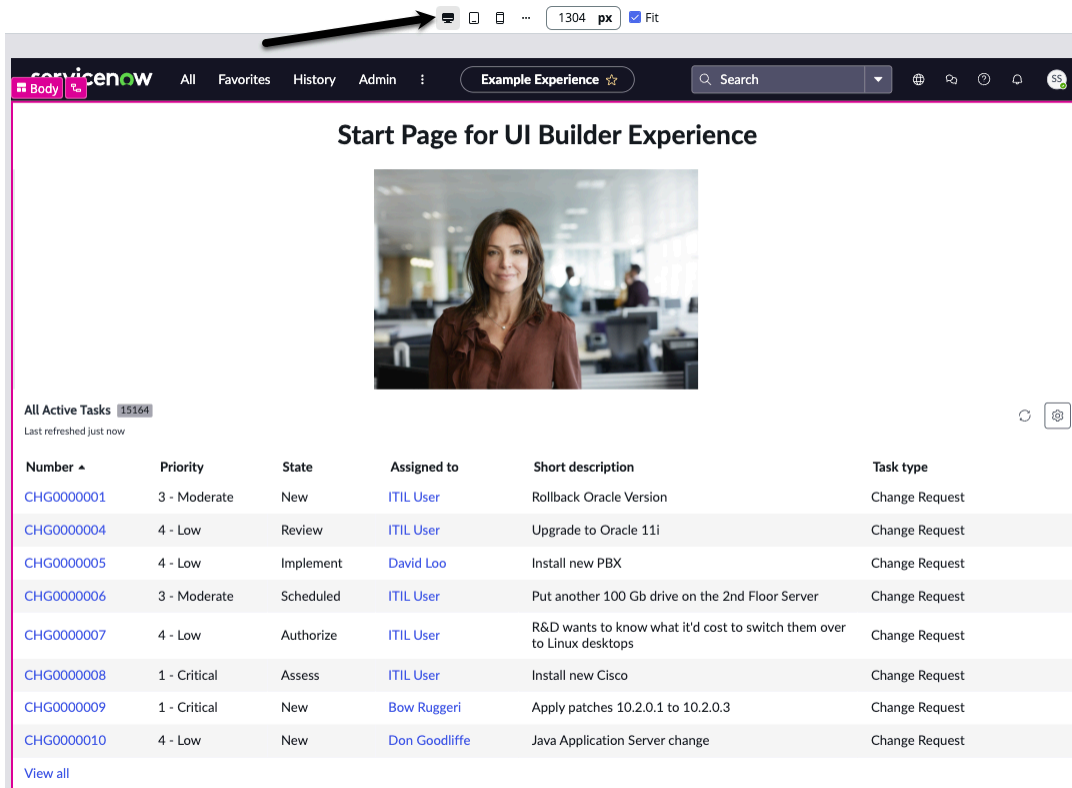 1304 px Fit
servicenow All Favorites History Admin Example Experience Search SS
Body
Start Page for UI Builder Experience
All Active Tasks 15164
Last refreshed just now
Number Priority State Assigned to Short description Task type
CHG0000001 3 - Moderate New ITIL User Rollback Oracle Version Change Request
CHG0000004 4 - Low Review ITIL User Upgrade to Oracle 11i Change Request
CHG0000005 4 - Low Implement David Loo Install new PBX Change Request
CHG0000006 3 - Moderate Scheduled ITIL User Put another 100 Gb drive on the 2nd Floor Server Change Request
CHG0000007 4 - Low Authorize ITIL User R&D wants to know what it'd cost to switch them over
to Linux desktops Change Request
CHG0000008 1 - Critical Assess ITIL User Install new Cisco Change Request
CHG0000009 1 - Critical New Bow Ruggeri Apply patches 10.2.0.1 to 10.2.0.3 Change Request
CHG0000010 4 - Low New Don Goodliffe Java Application Server change Change Request
View all